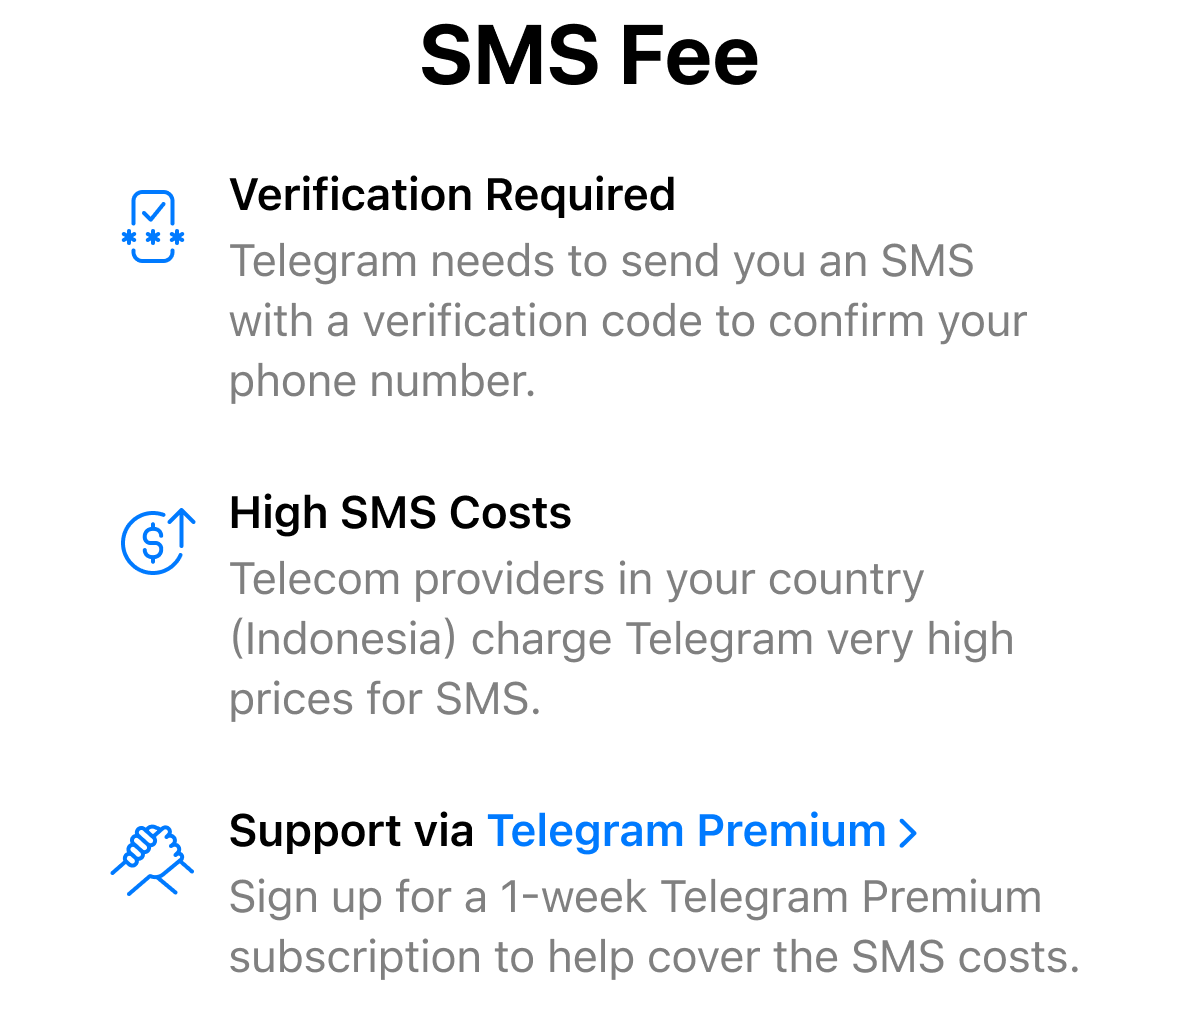 SMS Fee
Verification Required
Telegram needs to send you an SMS
with a verification code to confirm your
phone number.
High SMS Costs
Telecom providers in your country
(Indonesia) charge Telegram very high
prices for SMS.
Support via Telegram Premium >
Sign up for a 1-week Telegram Premium
subscription to help cover the SMS costs.